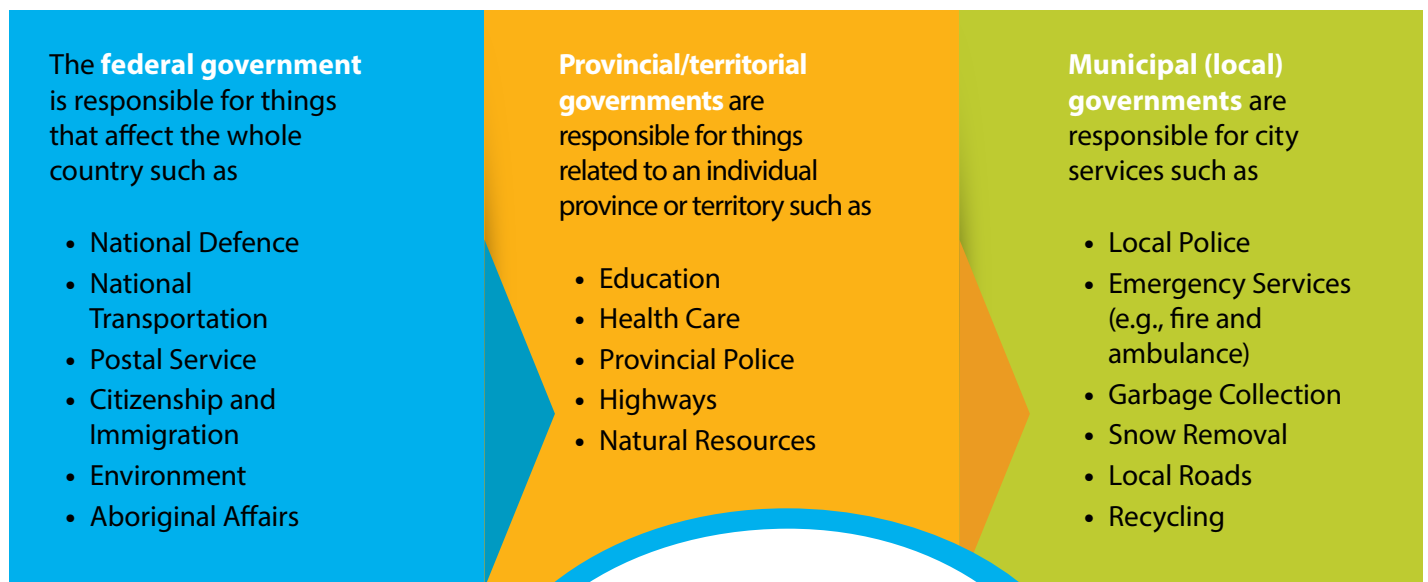 The federal government
is responsible for things
that affect the whole
country such as
• National Defence
• National
Transportation
• Postal Service
• Citizenship and
Immigration
• Environment
• Aboriginal Affairs
Provincial/territorial
governments are
responsible for things
related to an individual
province or territory such as
• Education
• Health Care
• Provincial Police
• Highways
• Natural Resources
Municipal (local)
governments are
responsible for city
services such as
• Local Police
• Emergency Services
(e.g., fire and
ambulance)
• Garbage Collection
• Snow Removal
• Local Roads
• Recycling